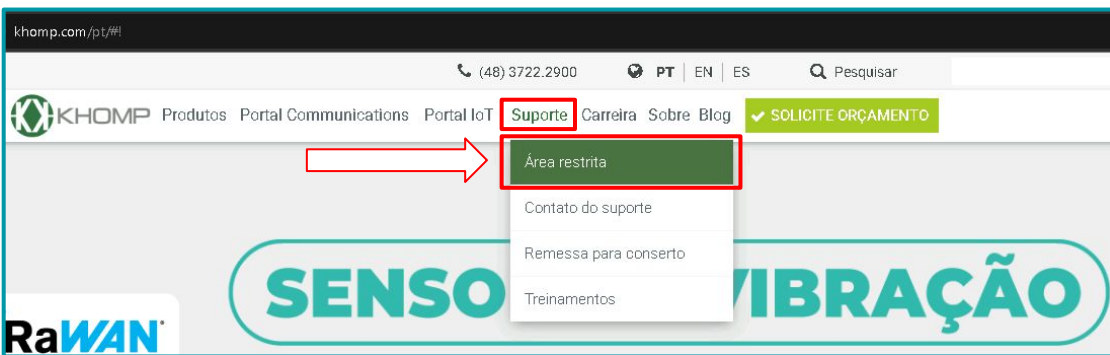 khomp.com/pt/#!
(48) 3722.2900 PT | EN | ES Pesquisar
KHOMP Produtos Portal Communications Portal IoT Suporte Carreira Sobre Blog ✔ SOLICITE ORÇAMENTO
Área restrita
Contato do suporte
Remessa para conserto
Treinamentos
SENSO VIBRAÇÃO
RaWAN